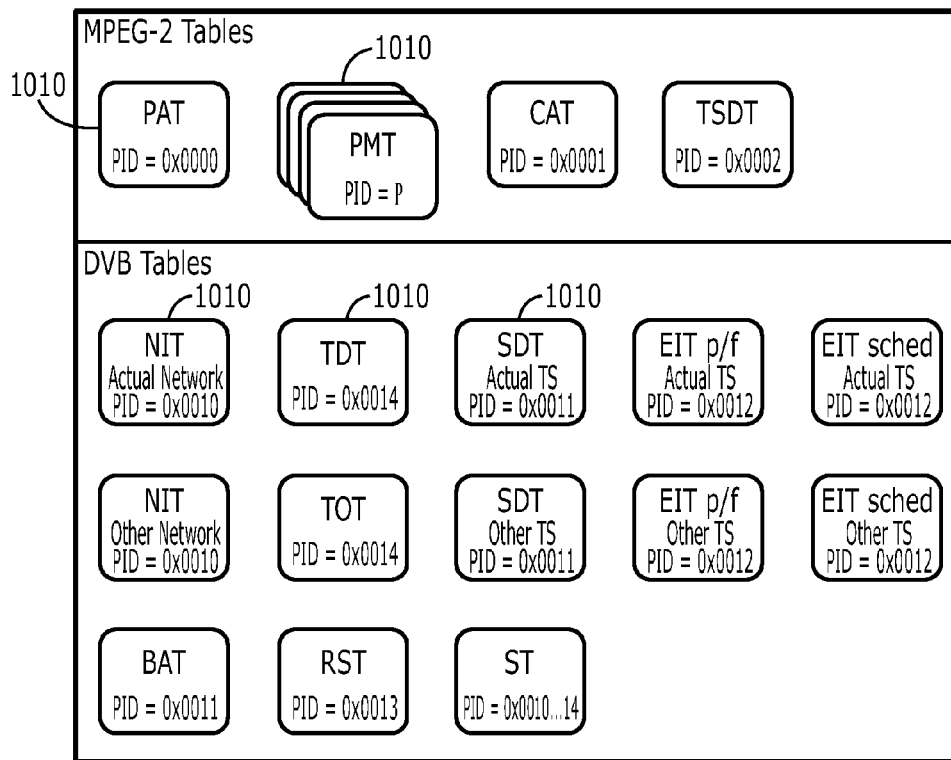 MPEG-2 Tables
1010
1010
PAT
PID = 0x0000
PMT
PID = P
CAT
PID = 0x0001
TSDT
PID = 0x0002
DVB Tables
1010
1010
1010
NIT
Actual Network
PID = 0x0010
TDT
PID = 0x0014
SDT
Actual TS
PID = 0x0011
EIT p/f
Actual TS
PID = 0x0012
EIT sched
Actual TS
PID = 0x0012
NIT
Other Network
PID = 0x0010
TOT
PID = 0x0014
SDT
Other TS
PID = 0x0011
EIT p/f
Other TS
PID = 0x0012
EIT sched
Other TS
PID = 0x0012
BAT
PID = 0x0011
RST
PID = 0x0013
ST
PID = 0x0010...14